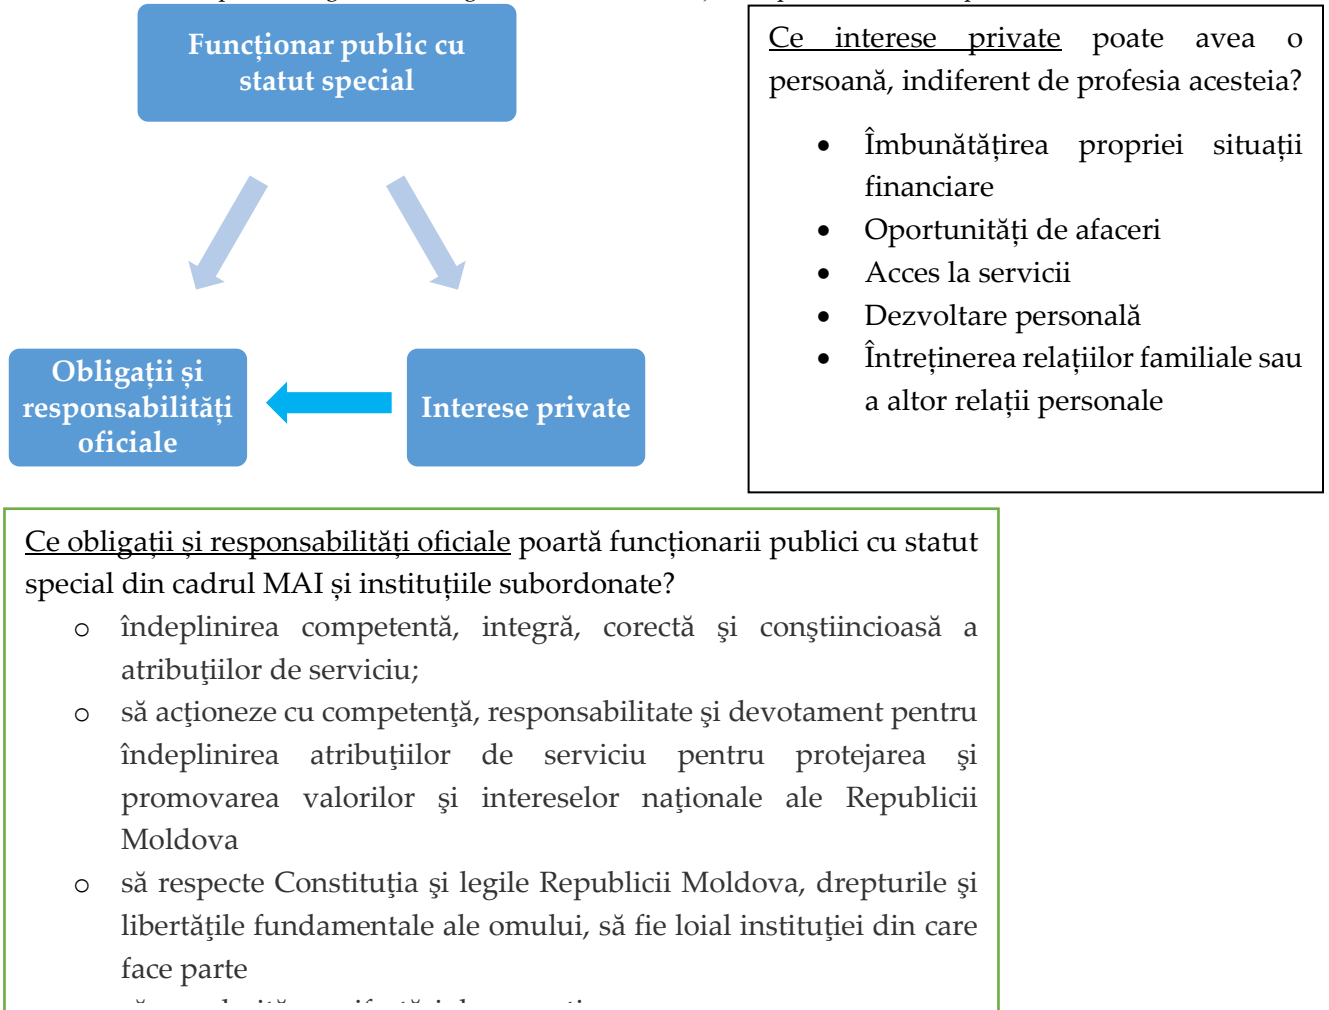 Funcționar public cu
statut special
Obligații și
responsabilități
oficiale
Interese private
Ce interese private poate avea o
persoană, indiferent de profesia acesteia?
• Îmbunătățirea propriei situații
financiare
• Oportunități de afaceri
• Acces la servicii
• Dezvoltare personală
• Întreținerea relațiilor familiale sau
a altor relații personale
Ce obligații și responsabilități oficiale poartă funcționarii publici cu statut
special din cadrul MAI și instituțiile subordonate?
o îndeplinirea competentă, integră, corectă şi conştiincioasă a
atribuţiilor de serviciu;
o să acţioneze cu competenţă, responsabilitate şi devotament pentru
îndeplinirea atribuţiilor de serviciu pentru protejarea şi
promovarea valorilor şi intereselor naţionale ale Republicii
Moldova
o să respecte Constituţia şi legile Republicii Moldova, drepturile şi
libertăţile fundamentale ale omului, să fie loial instituţiei din care
face parte